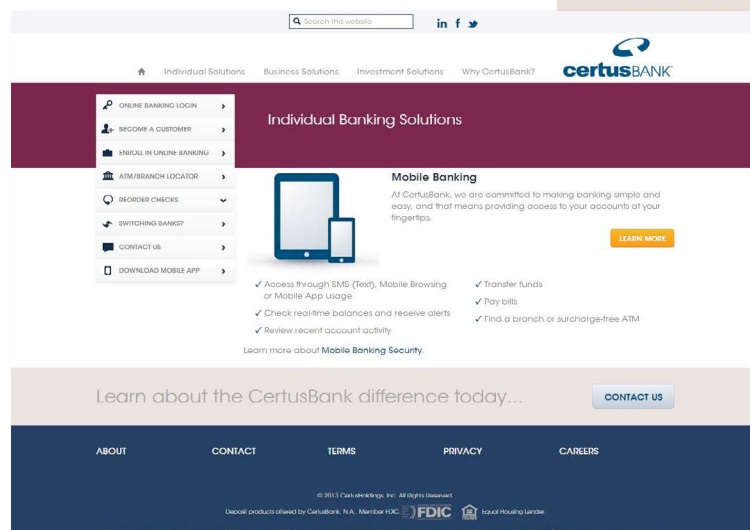 Search this website
in f
certusBANK
Individual Solutions Business Solutions Investment Solutions Why CertusBank?
ONLINE BANKING LOGIN
BECOME A CUSTOMER
ENROLL IN ONLINE BANKING
ATM/BRANCH LOCATOR
REORDER CHECKS
SWITCHING BANKS?
CONTACT US
DOWNLOAD MOBILE APP
Individual Banking Solutions
Mobile Banking
At CertusBank, we are committed to making banking simple and
easy, and that means providing access to your accounts at your
fingertips.
LEARN MORE
✓ Access through SMS (Text), Mobile Browsing
or Mobile App usage
✓ Check real-time balances and receive alerts
✓ Review recent account activity
✓ Transfer funds
✓ Pay bills
✓ Find a branch or surcharge-free ATM
Learn more about Mobile Banking Security.
Learn about the CertusBank difference today...
CONTACT US
ABOUT CONTACT TERMS PRIVACY CAREERS
© 2013 CertusHoldings, Inc. All Rights Reserved
Deposit products offered by CertusBank, N.A., Member FDIC. FDIC Equal Housing Lender.